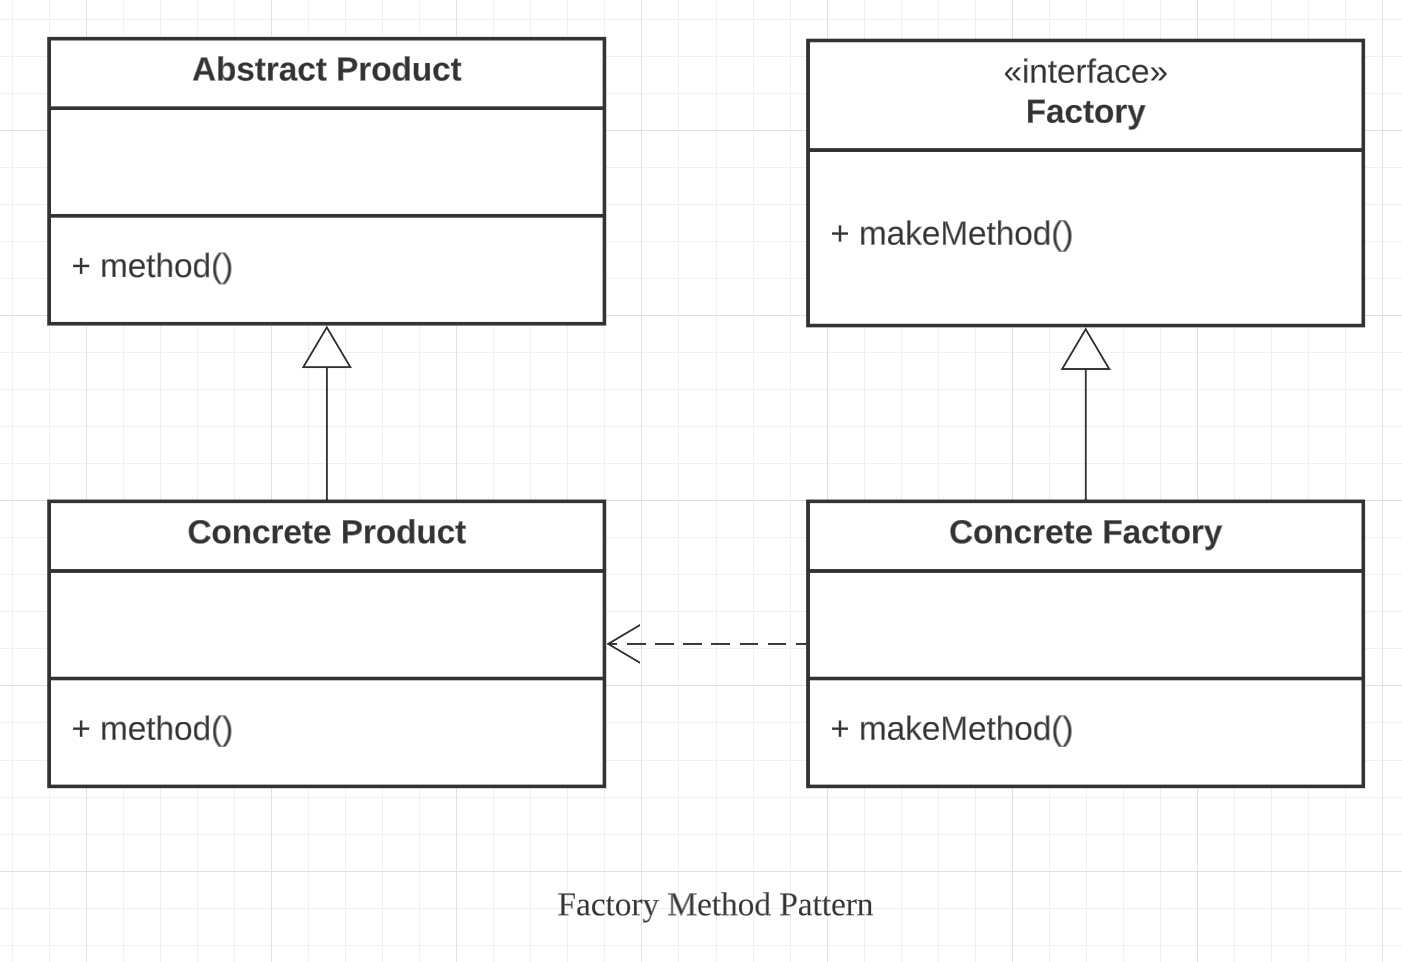 Abstract Product
+ method()
«interface»
Factory
+ makeMethod()
Concrete Product
+ method()
Concrete Factory
+ makeMethod()
Factory Method Pattern